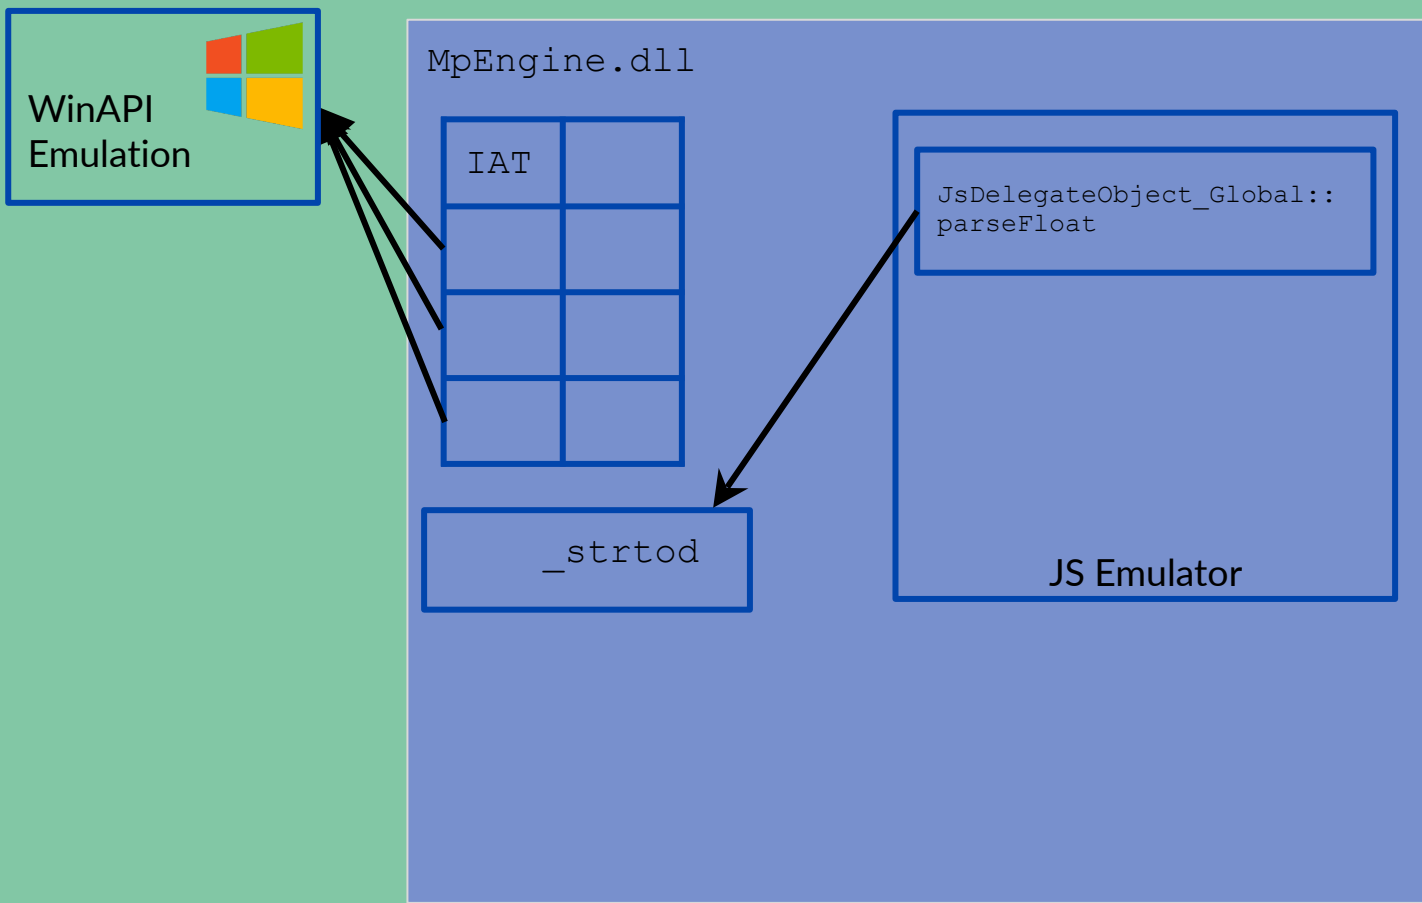 WinAPI
Emulation
MpEngine.dll
IAT
JsDelegateObject_Global::
parseFloat
_strtod
JS Emulator